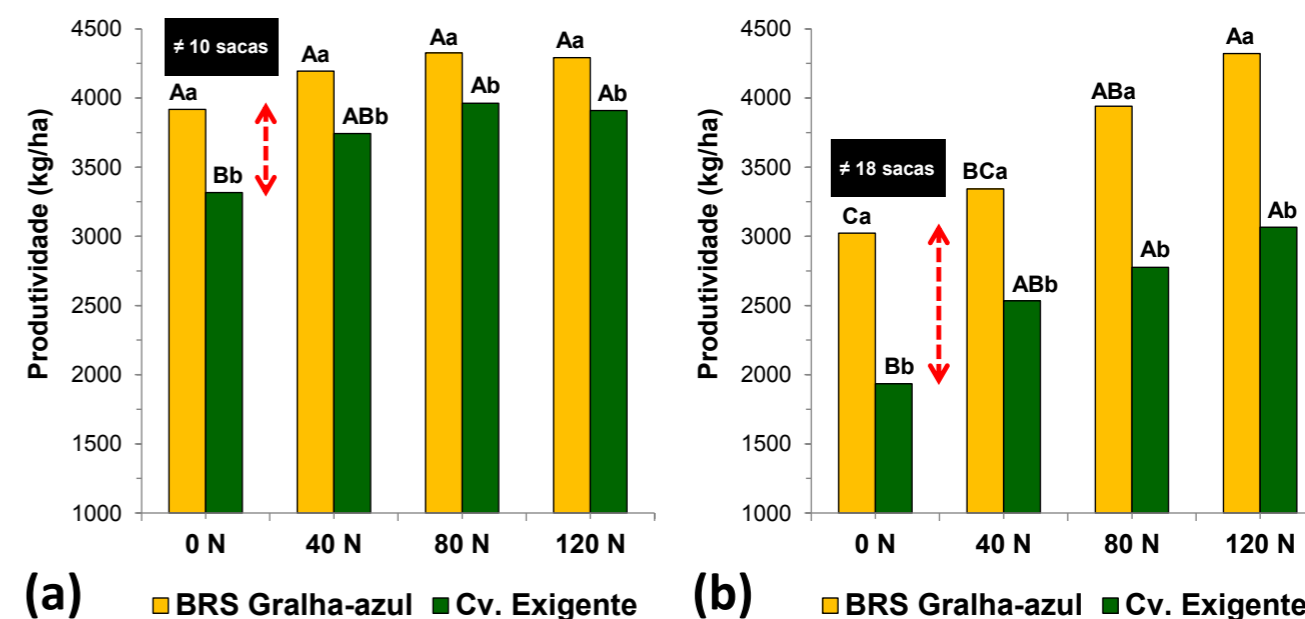 Produtividade (kg/ha)
4500
4000
3500
3000
2500
2000
1500
1000
≠ 10 sacas
Aa
Bb
Aa
ABb
Aa
Ab
Aa
Ab
0 N
40 N
80 N
120 N
(a)
BRS Gralha-azul
Cv. Exigente
Produtividade (kg/ha)
4500
4000
3500
3000
2500
2000
1500
1000
≠ 18 sacas
Ca
Bb
BCa
ABb
ABa
Ab
Aa
Ab
0 N
40 N
80 N
120 N
(b)
BRS Gralha-azul
Cv. Exigente